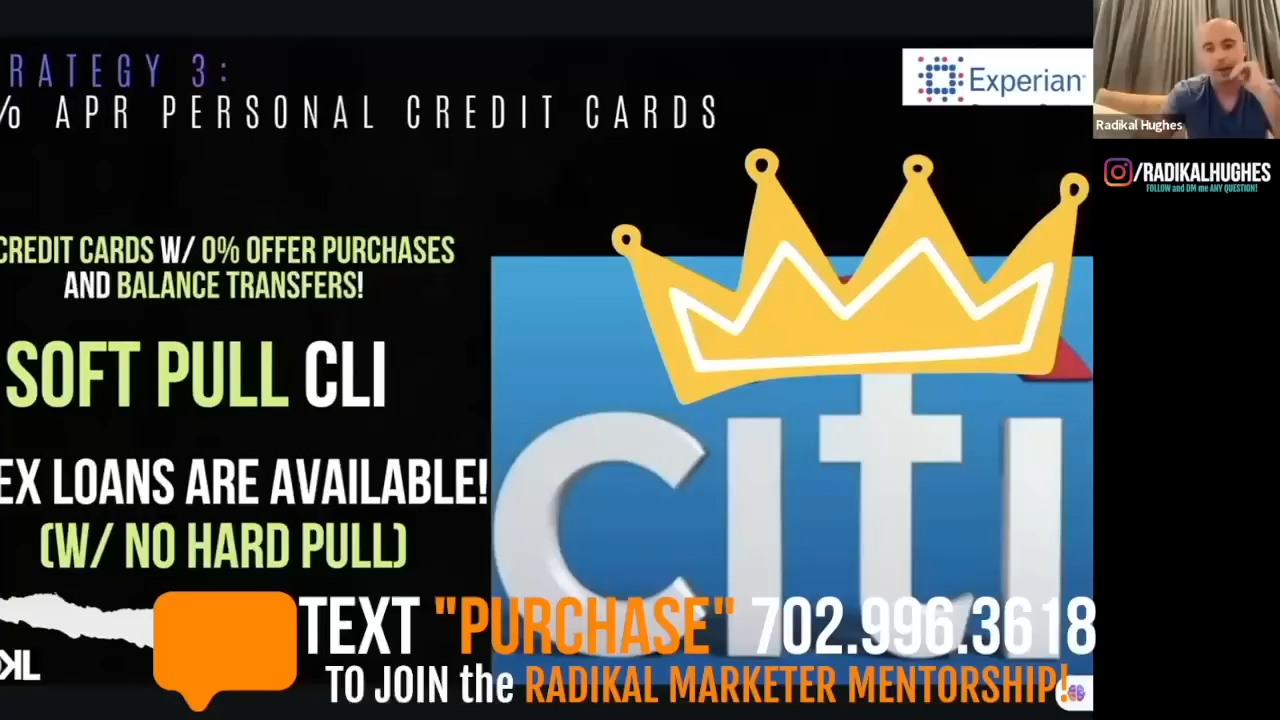 RATEGY 3:
% APR PERSONAL CREDIT CARDS
Experian
Radikal Hughes
/RADIKALHUGHES
FOLLOW and DM me ANY QUESTION!
CREDIT CARDS W/ 0% OFFER PURCHASES
AND BALANCE TRANSFERS!
SOFT PULL CLI
EX LOANS ARE AVAILABLE!
(W/ NO HARD PULL)
citi
TEXT "PURCHASE" 702.996.3618
TO JOIN the RADIKAL MARKETER MENTORSHIP!